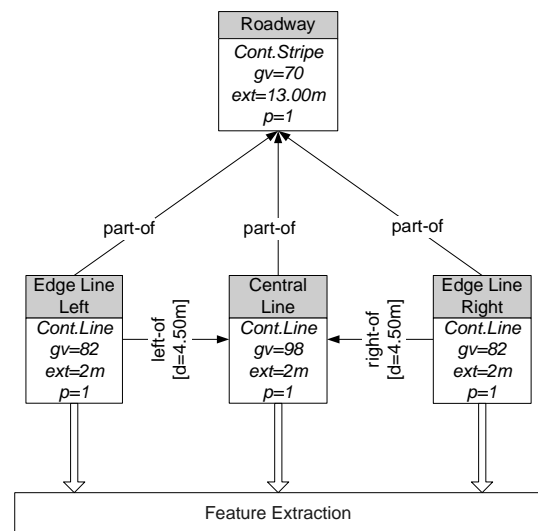 Roadway
Cont.Stripe
gv=70
ext=13.00m
p=1
part-of
part-of
part-of
Edge Line
Left
Cont.Line
gv=82
ext=2m
p=1
left-of
[d=4.50m]
Central
Line
Cont.Line
gv=98
ext=2m
p=1
right-of
[d=4.50m]
Edge Line
Right
Cont.Line
gv=82
ext=2m
p=1
Feature Extraction